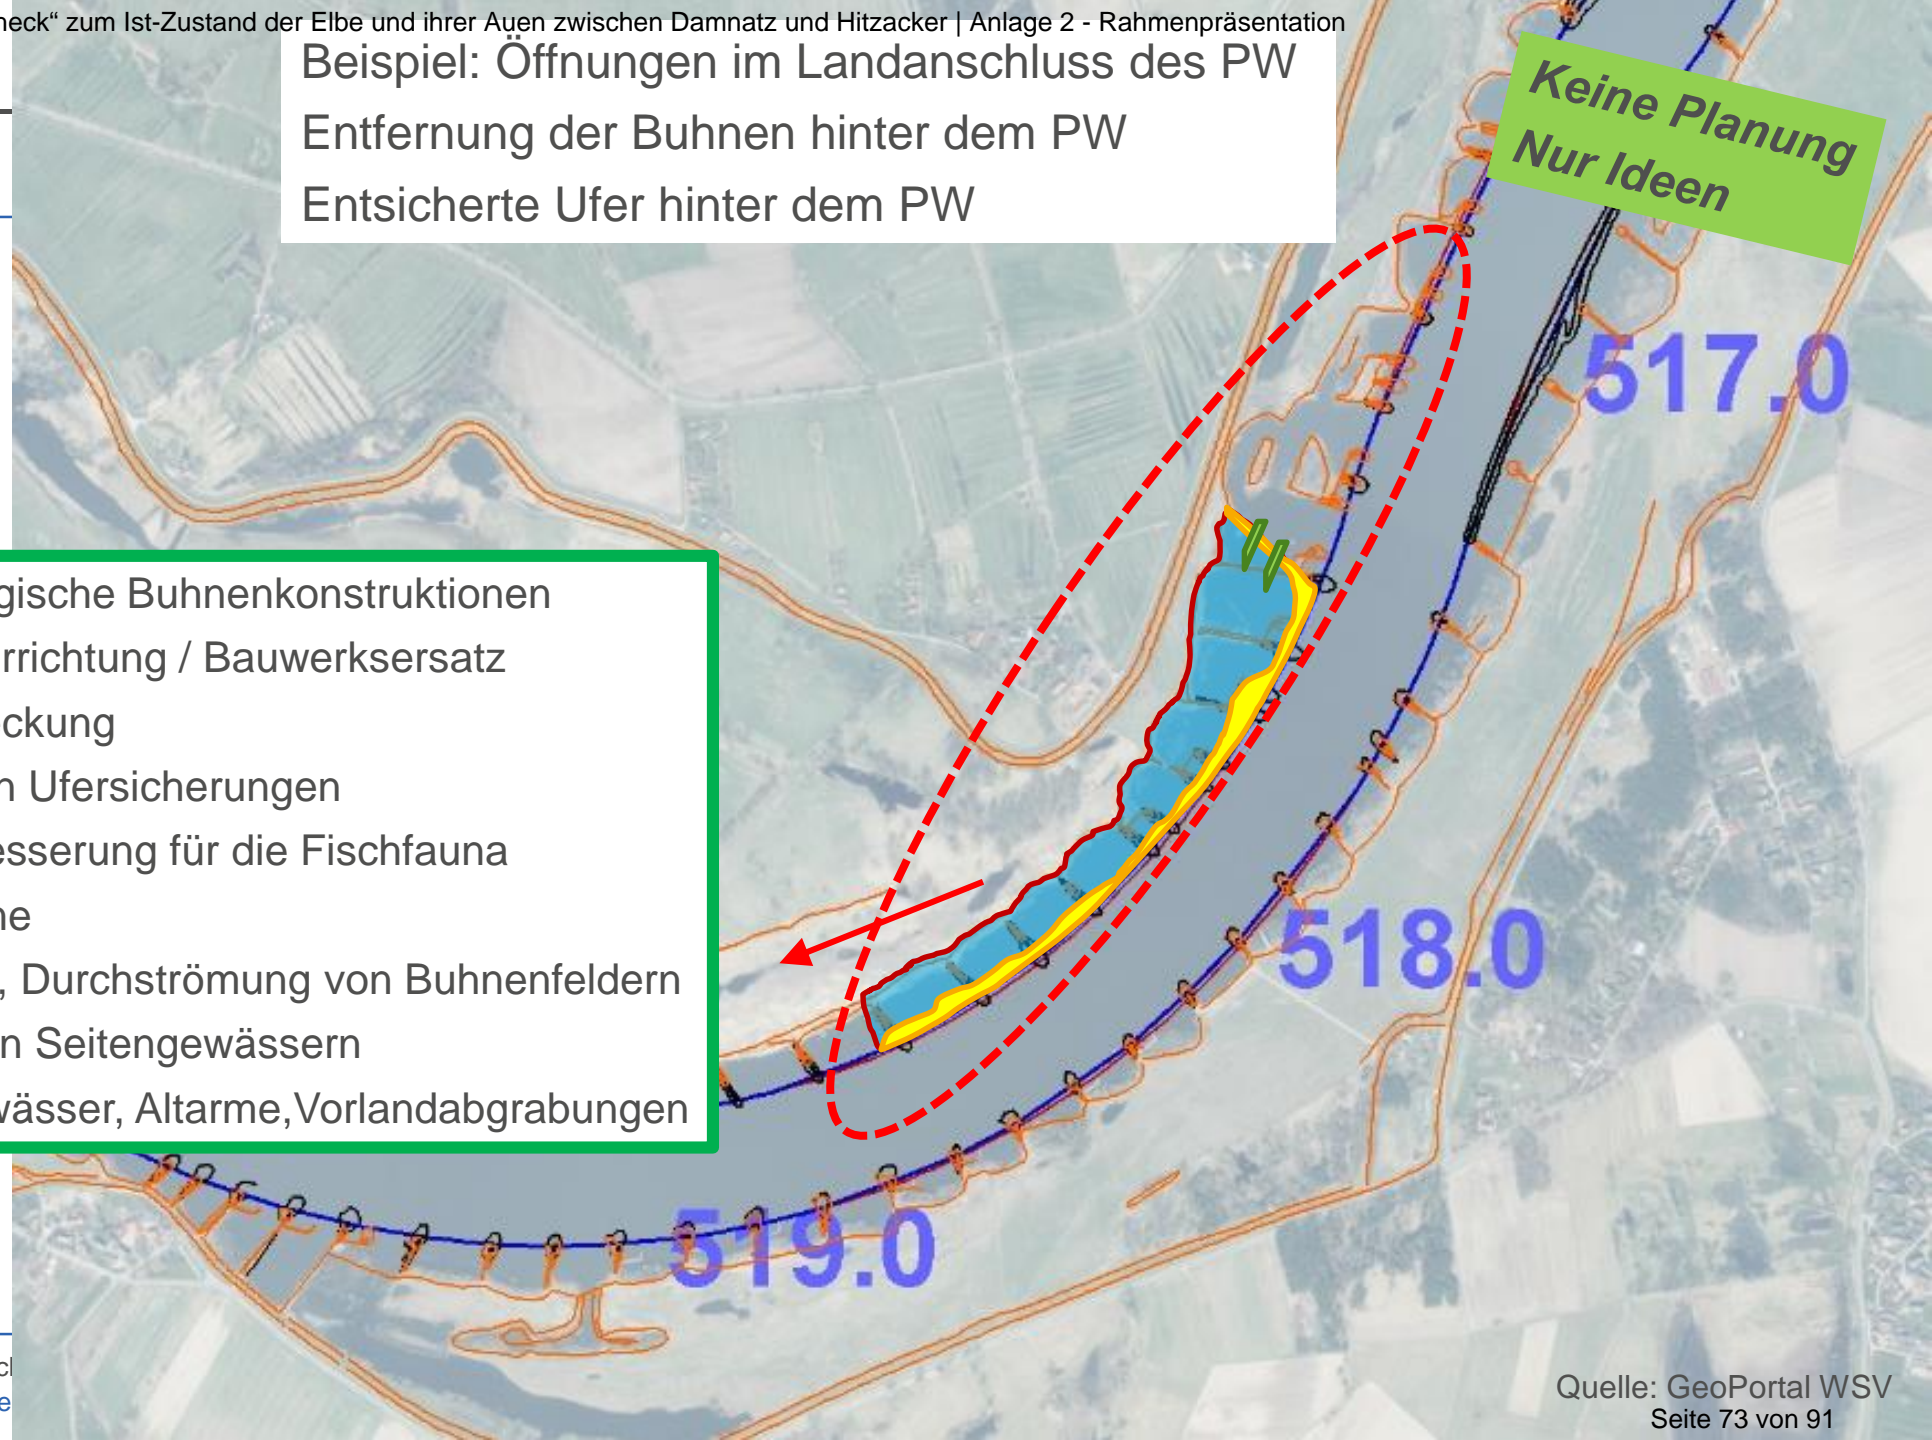 zum Ist-Zustand der Elbe und ihrer Auen zwischen Damnatz und Hitzacker | Anlage 2 - Rahmenpräsentation
Beispiel: Öffnungen im Landanschluss des PW
Entfernung der Buhnen hinter dem PW
Entsicherte Ufer hinter dem PW
Keine Planung
Nur Ideen
517.0
gische Buhnenkonstruktionen
rrichtung / Bauwerksersatz
ckung
n Ufersicherungen
esserung für die Fischfauna
ne
, Durchströmung von Buhnenfeldern
n Seitengewässern
wässer, Altarme,Vorlandabgrabungen
518.0
519.0
Quelle: GeoPortal WSV
Seite 73 von 91